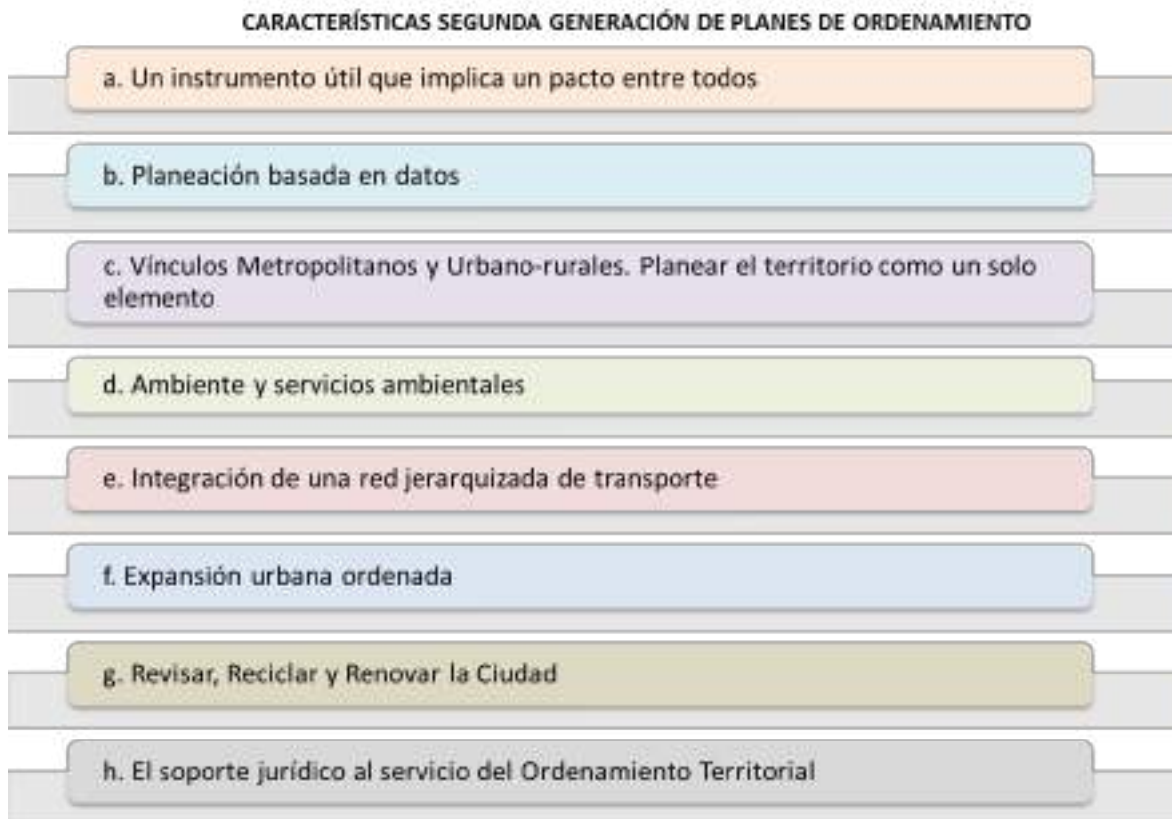 CARACTERÍSTICAS SEGUNDA GENERACIÓN DE PLANES DE ORDENAMIENTO
a. Un instrumento útil que implica un pacto entre todos
b. Planeación basada en datos
c. Vínculos Metropolitanos y Urbano-rurales. Planear el territorio como un solo
elemento
d. Ambiente y servicios ambientales
e. Integración de una red jerarquizada de transporte
f. Expansión urbana ordenada
g. Revisar, Reciclar y Renovar la Ciudad
h. El soporte jurídico al servicio del Ordenamiento Territorial